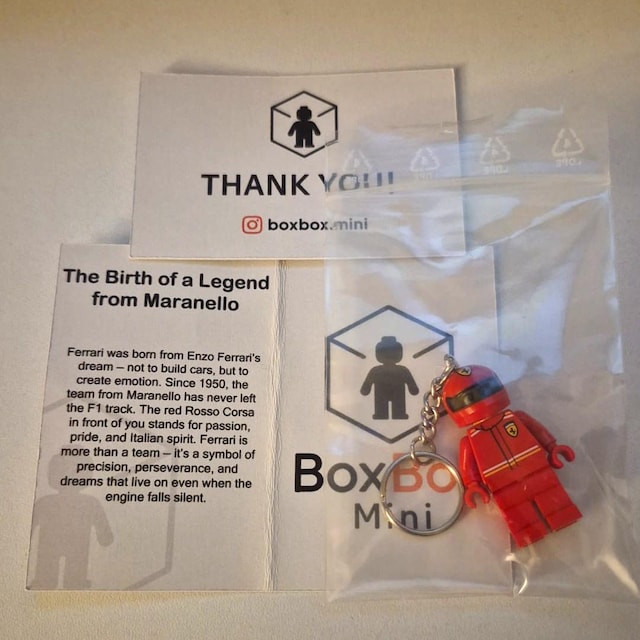 THANK YOU!
boxbox.mini
The Birth of a Legend
from Maranello
Ferrari was born from Enzo Ferrari's
dream – not to build cars, but to
create emotion. Since 1950, the
team from Maranello has never left
the F1 track. The red Rosso Corsa
in front of you stands for passion,
pride, and Italian spirit. Ferrari is
more than a team – it's a symbol of
precision, perseverance, and
dreams that live on even when the
engine falls silent.
BoxBo
Mini